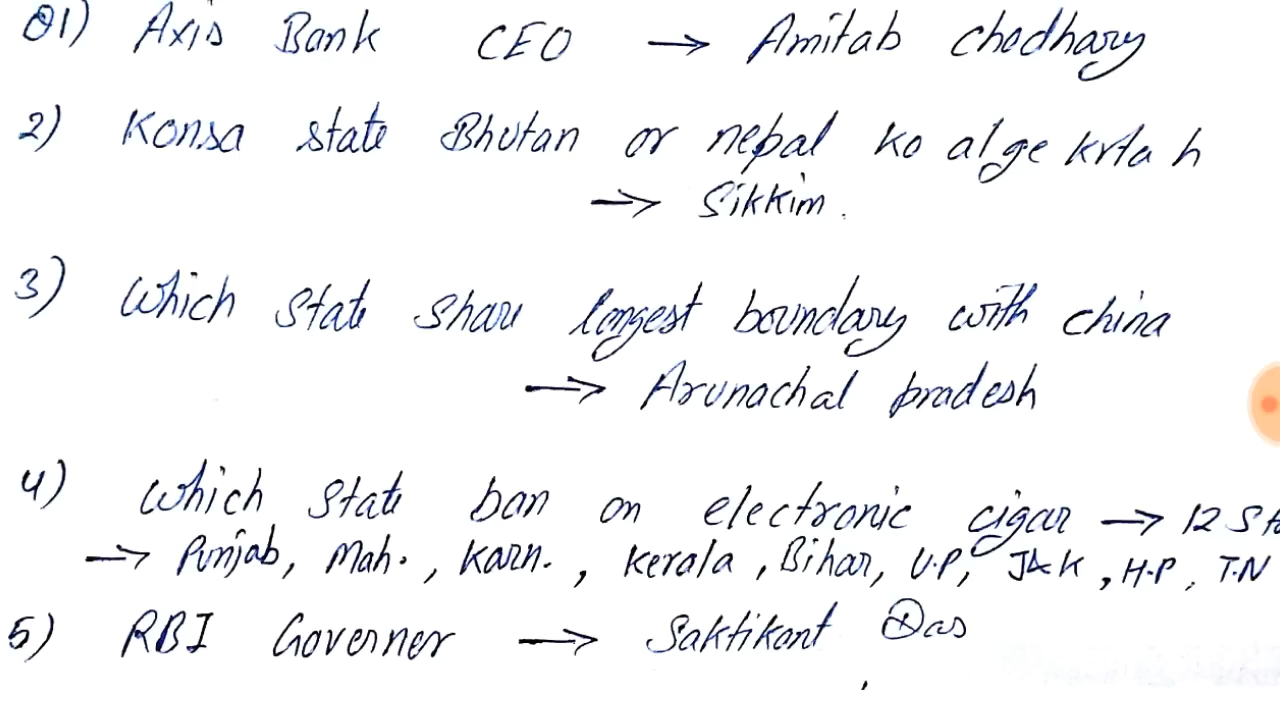 Q1) Axis Bank CEO → Amitab chodhary
2) Konsa state Bhutan or nepal ko alge krta h
→ Sikkim.
3) Which State Share longest boundary with china
→ Arunachal pradesh
4) Which State ban on electronic cigar → 12 Sta
→ Punjab, Mah., Karn., Kerala, Bihar, U.P, J&K, H.P, T.N
5) RBI Governer → Saktikant Das